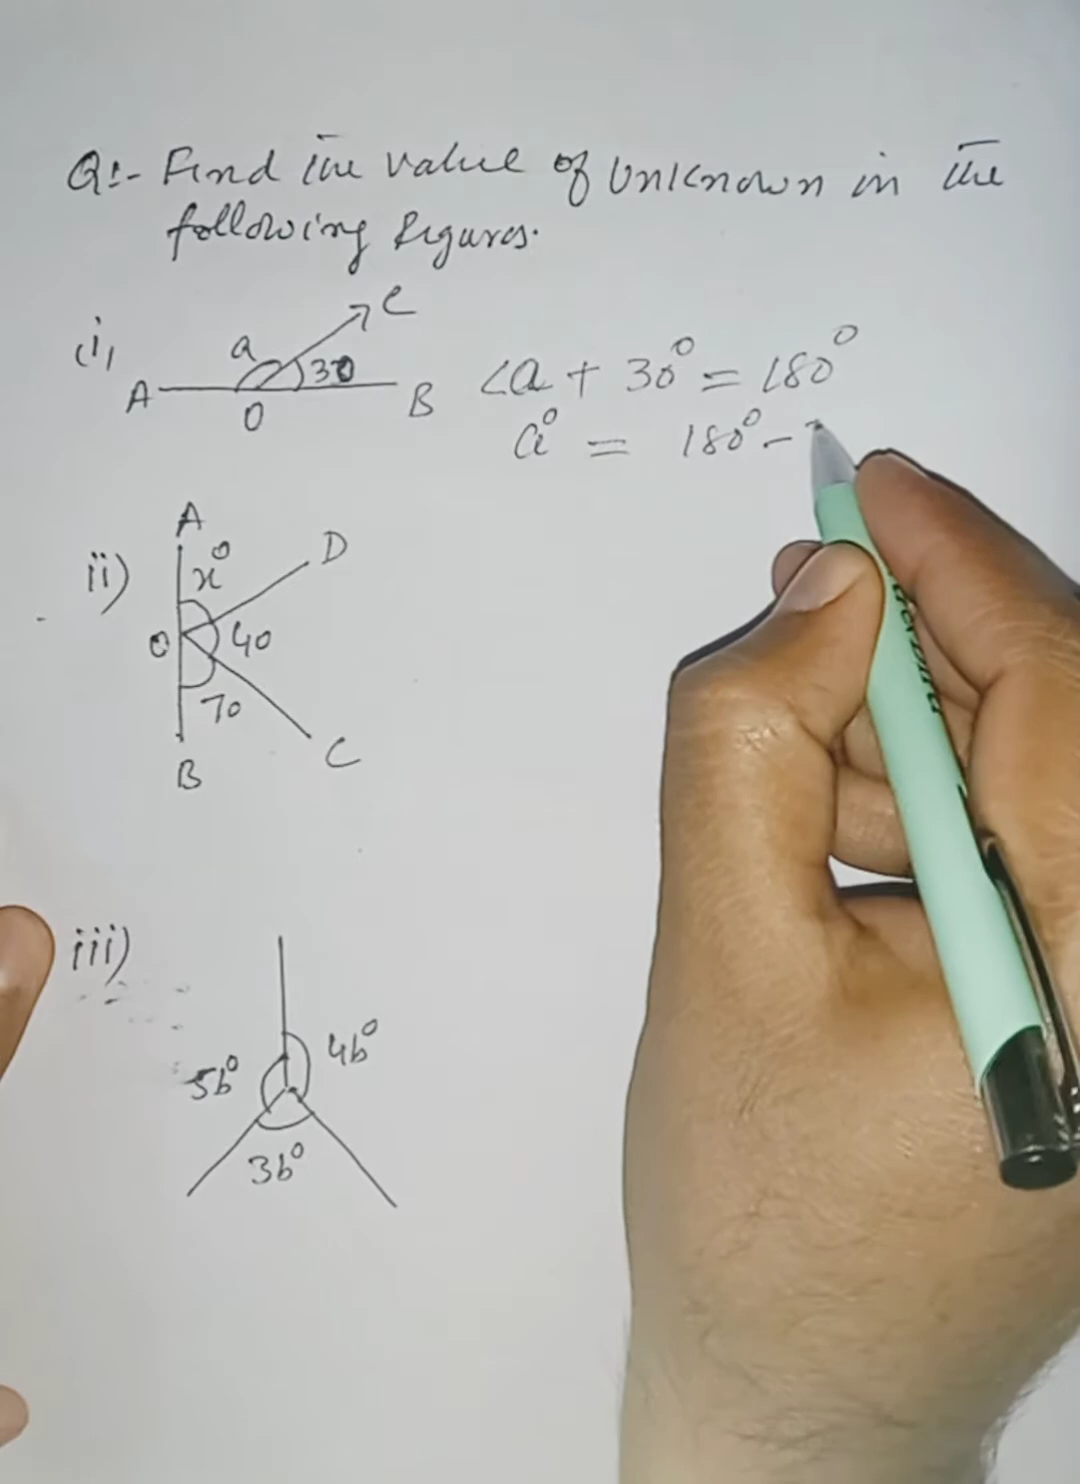 Q:- Find the value of Unknown in the
following figures.
(i)
a
C
30
A
O
B
<a + 30° = 180°
a° = 180° -
ii)
A
x°
D
O
40
70
B
C
iii)
5b°
4b°
3b°